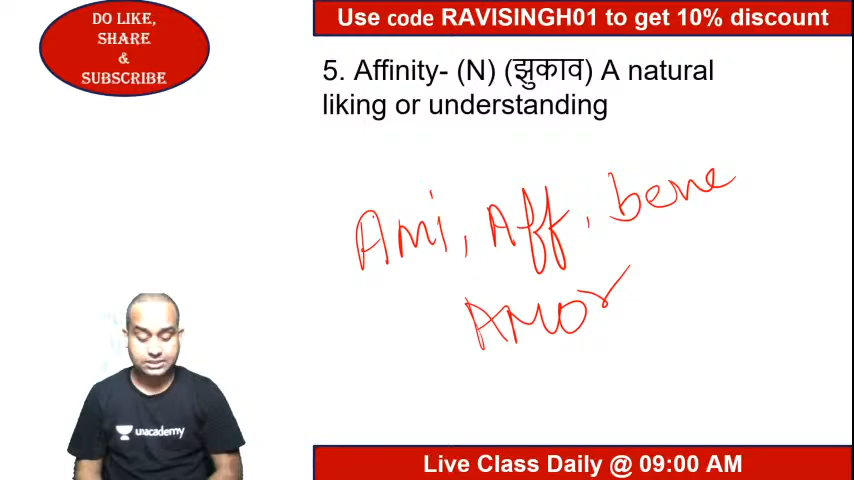 DO LIKE,
SHARE
&
SUBSCRIBE
Use code RAVISINGH01 to get 10% discount
5. Affinity- (N) (झुकाव) A natural
liking or understanding
Ami, Aff, bene
Amor
unacademy
Live Class Daily @ 09:00 AM